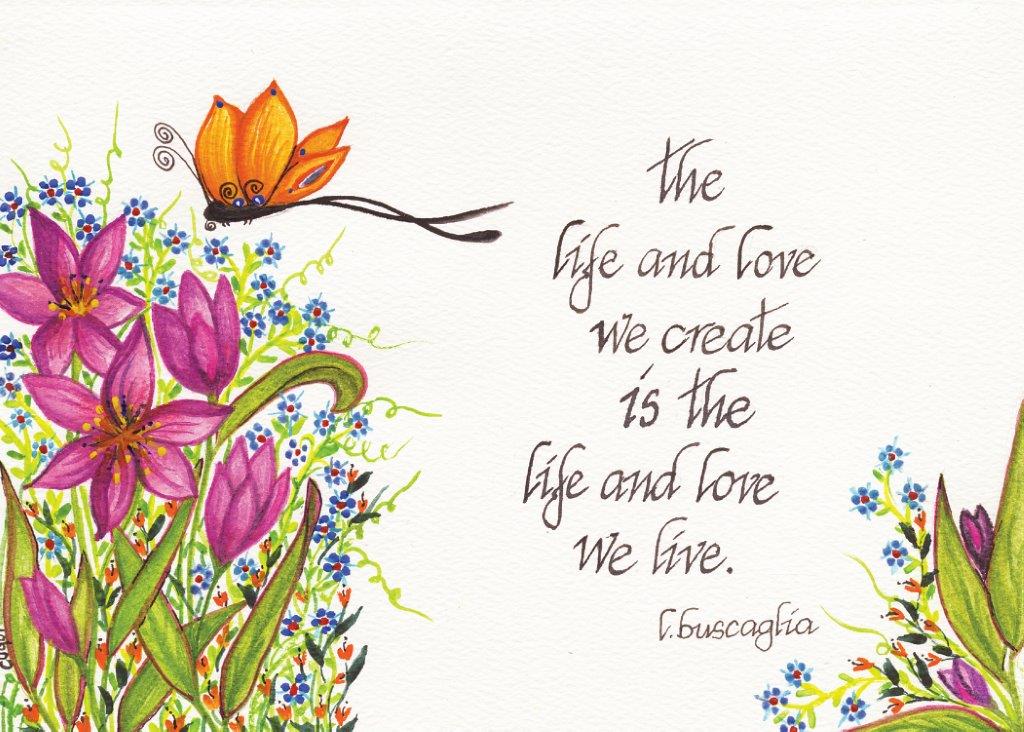 the
life and love
we create
is the
life and love
we live.
l.buscaglia